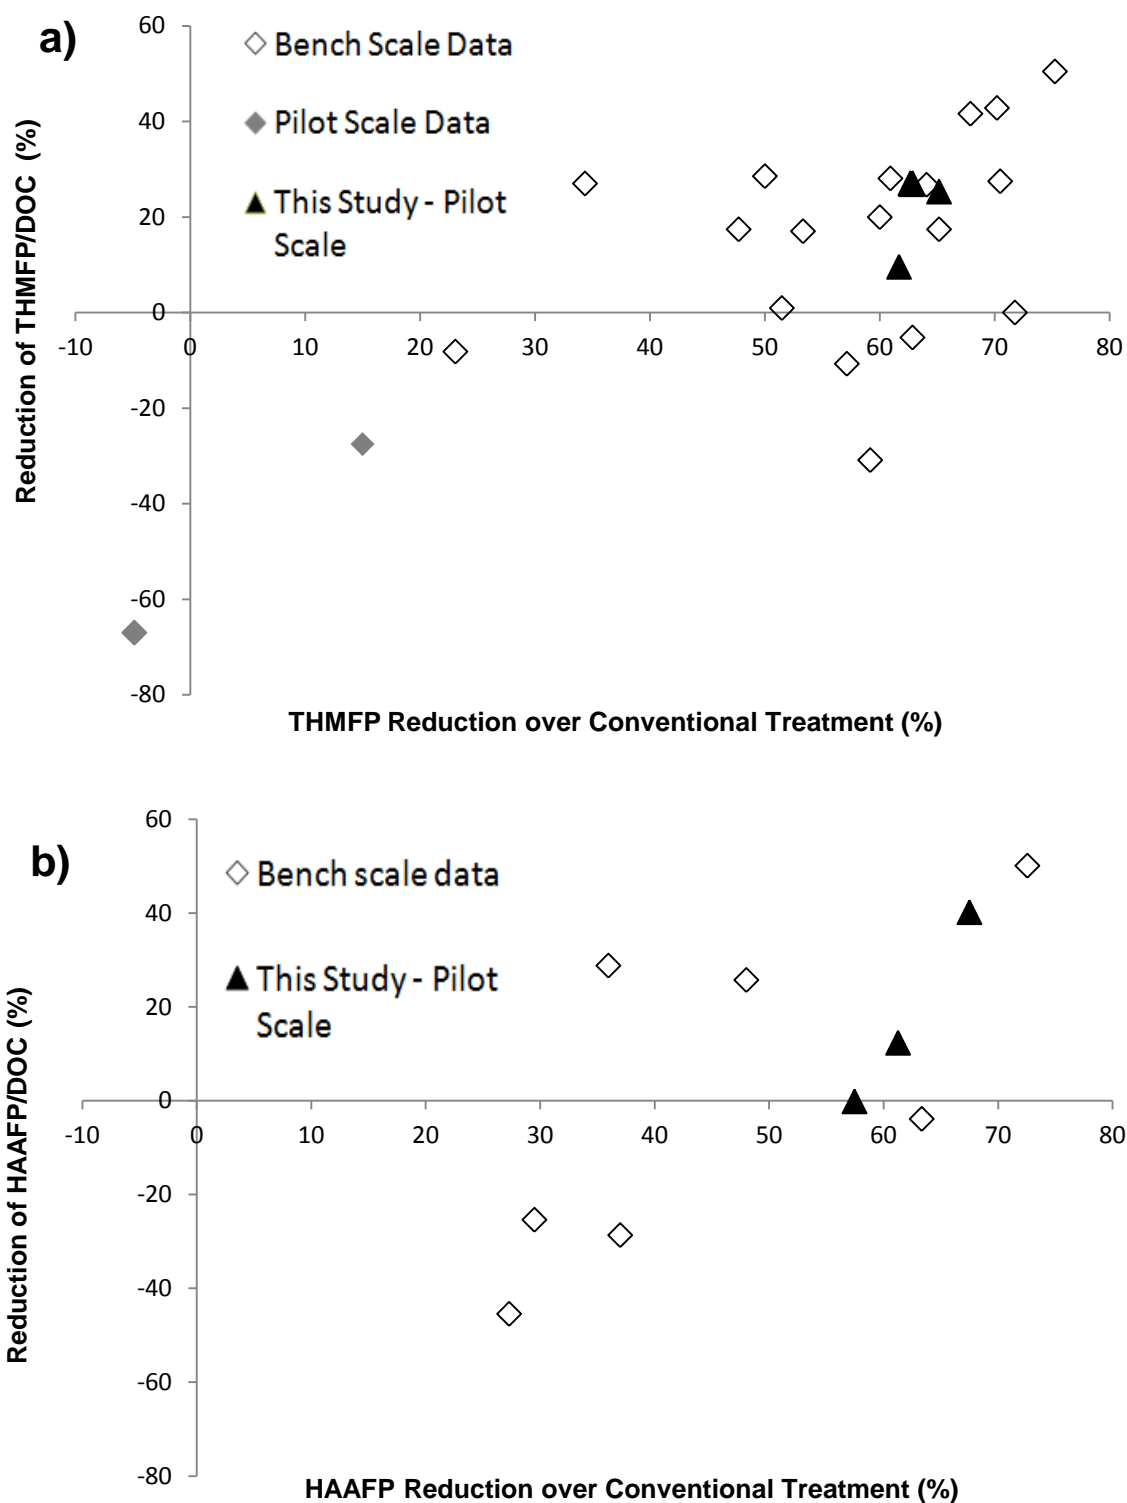 a)
Bench Scale Data
Pilot Scale Data
This Study - Pilot
Scale
Reduction of THMFP/DOC (%)
60
40
20
0
-20
-40
-60
-80
-10
0
10
20
30
40
50
60
70
80
THMFP Reduction over Conventional Treatment (%)
b)
Bench scale data
This Study - Pilot
Scale
Reduction of HAAFP/DOC (%)
60
40
20
0
-20
-40
-60
-80
-10
0
10
20
30
40
50
60
70
80
HAAFP Reduction over Conventional Treatment (%)